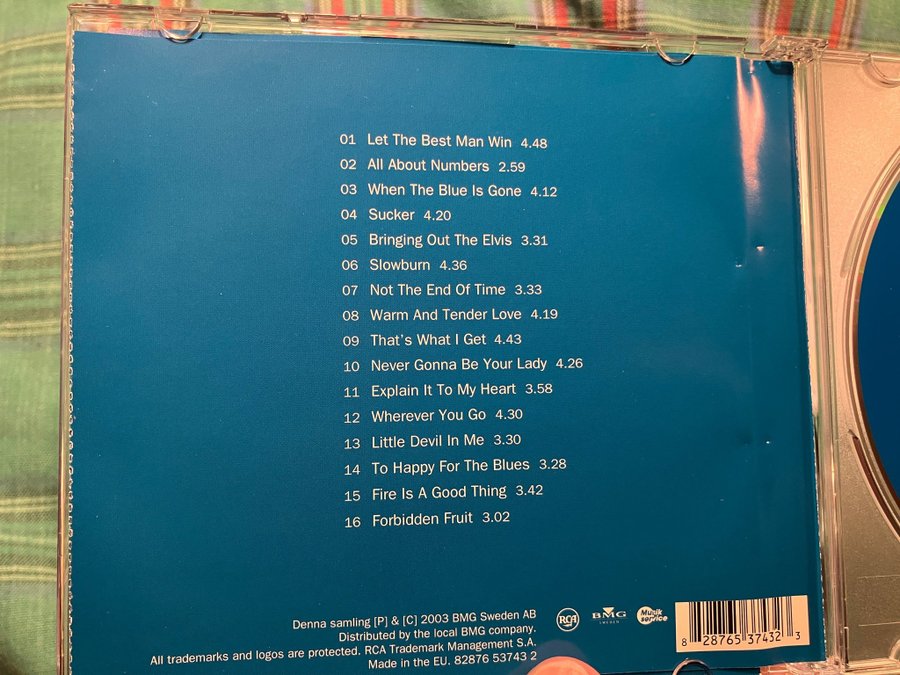 01 Let The Best Man Win 4.48
02 All About Numbers 2.59
03 When The Blue Is Gone 4.12
04 Sucker 4.20
05 Bringing Out The Elvis 3.31
06 Slowburn 4.36
07 Not The End Of Time 3.33
08 Warm And Tender Love 4.19
09 That's What I Get 4.43
10 Never Gonna Be Your Lady 4.26
11 Explain It To My Heart 3.58
12 Wherever You Go 4.30
13 Little Devil In Me 3.30
14 To Happy For The Blues 3.28
15 Fire Is A Good Thing 3.42
16 Forbidden Fruit 3.02
Denna samling [P] & [C] 2003 BMG Sweden AB
Distributed by the local BMG company.
All trademarks and logos are protected. RCA Trademark Management S.A.
Made in the EU. 82876 53743 2
RCA
BMG
SWEDEN
Musik
service
8 28765 37432 3